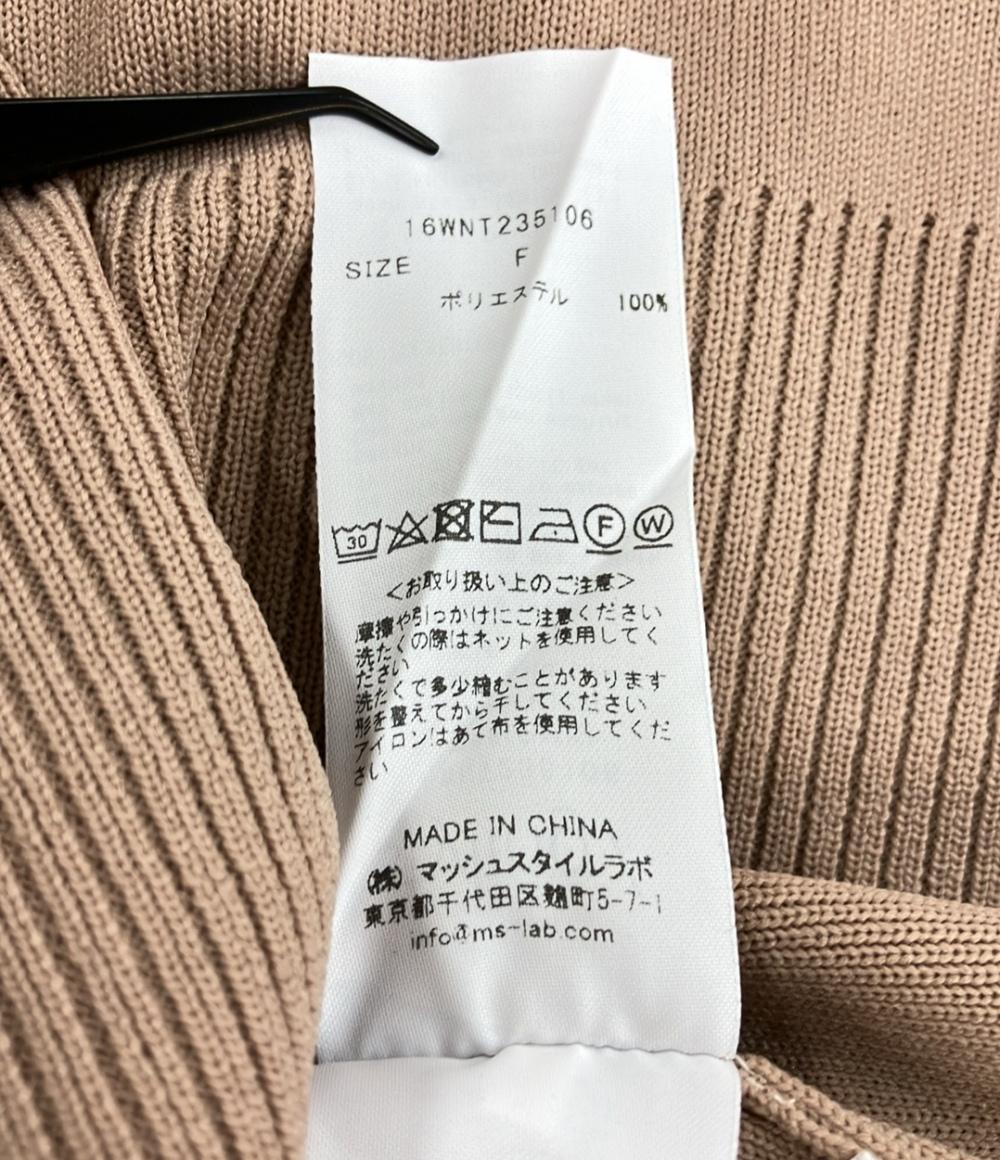 16WNT235106
SIZE F
ポリエステル 100%
30
F W
<お取り扱い上のご注意>
摩擦や引っかけにご注意ください
洗たくの際はネットを使用してく
ださい
洗たくで多少縮むことがあります
形を整えてから干してください
アイロンはあて布を使用してくだ
さい
MADE IN CHINA
(株) マッシュスタイルラボ
東京都千代田区麹町5-7-1
info@ms-lab.com